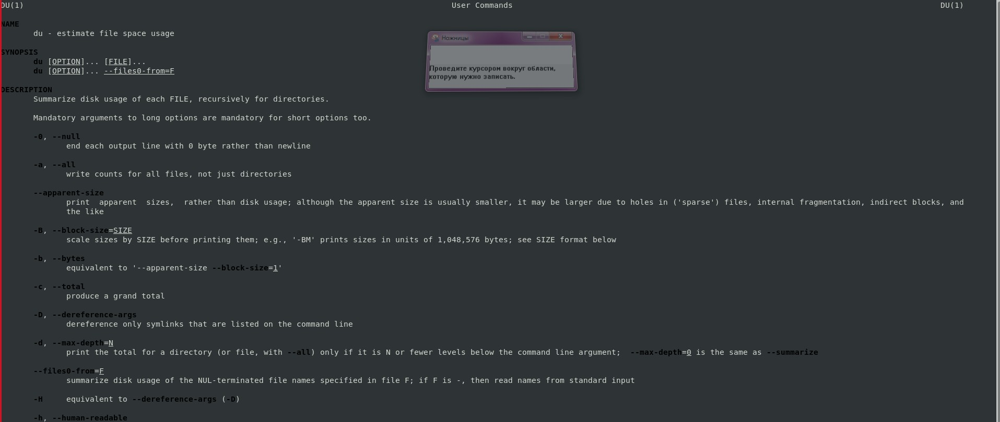 DU(1) User Commands DU(1)
NAME
du - estimate file space usage
Ножницы
Проведите курсором вокруг области,
которую нужно записать.
SYNOPSIS
du [OPTION]... [FILE]...
du [OPTION]... --files0-from=F
DESCRIPTION
Summarize disk usage of each FILE, recursively for directories.
Mandatory arguments to long options are mandatory for short options too.
-0, --null
end each output line with 0 byte rather than newline
-a, --all
write counts for all files, not just directories
--apparent-size
print  apparent  sizes,  rather than disk usage; although the apparent size is usually smaller, it may be larger due to holes in ('sparse') files, internal fragmentation, indirect blocks, and
the like
-B, --block-size=SIZE
scale sizes by SIZE before printing them; e.g., '-BM' prints sizes in units of 1,048,576 bytes; see SIZE format below
-b, --bytes
equivalent to '--apparent-size --block-size=1'
-c, --total
produce a grand total
-D, --dereference-args
dereference only symlinks that are listed on the command line
-d, --max-depth=N
print the total for a directory (or file, with --all) only if it is N or fewer levels below the command line argument;  --max-depth=0 is the same as --summarize
--files0-from=F
summarize disk usage of the NUL-terminated file names specified in file F; if F is -, then read names from standard input
-H equivalent to --dereference-args (-D)
-h, --human-readable